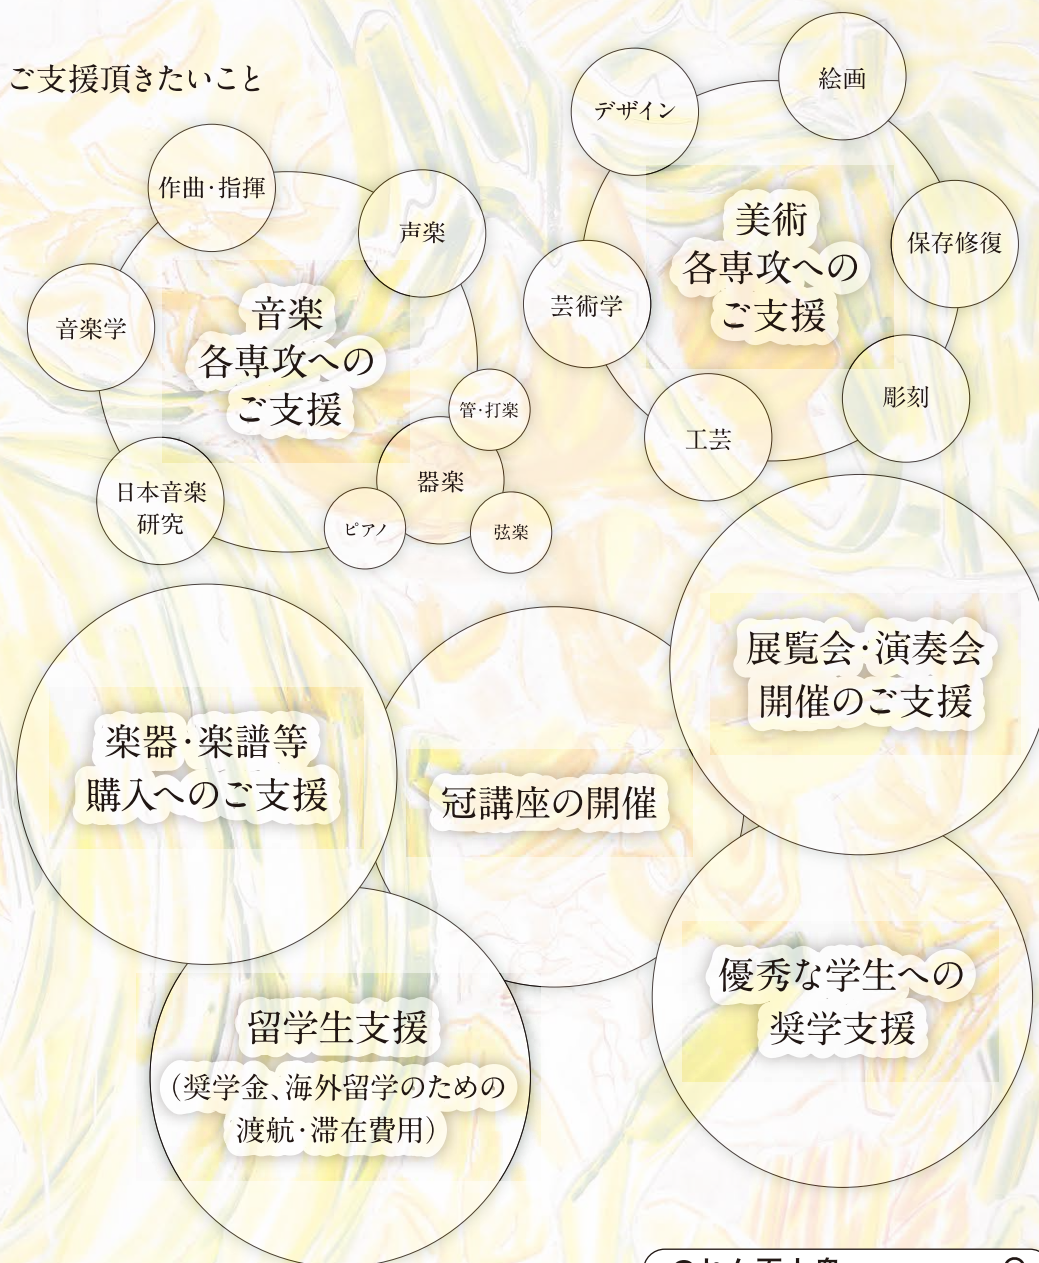 ご支援頂きたいこと
作曲・指揮
声楽
音楽学
音楽
各専攻への
ご支援
管・打楽
器楽
ピアノ
弦楽
日本音楽
研究
デザイン
絵画
美術
各専攻への
ご支援
保存修復
芸術学
彫刻
工芸
展覧会・演奏会
開催のご支援
楽器・楽譜等
購入へのご支援
冠講座の開催
優秀な学生への
奨学支援
留学生支援
（奨学金、海外留学のための
渡航・滞在費用）